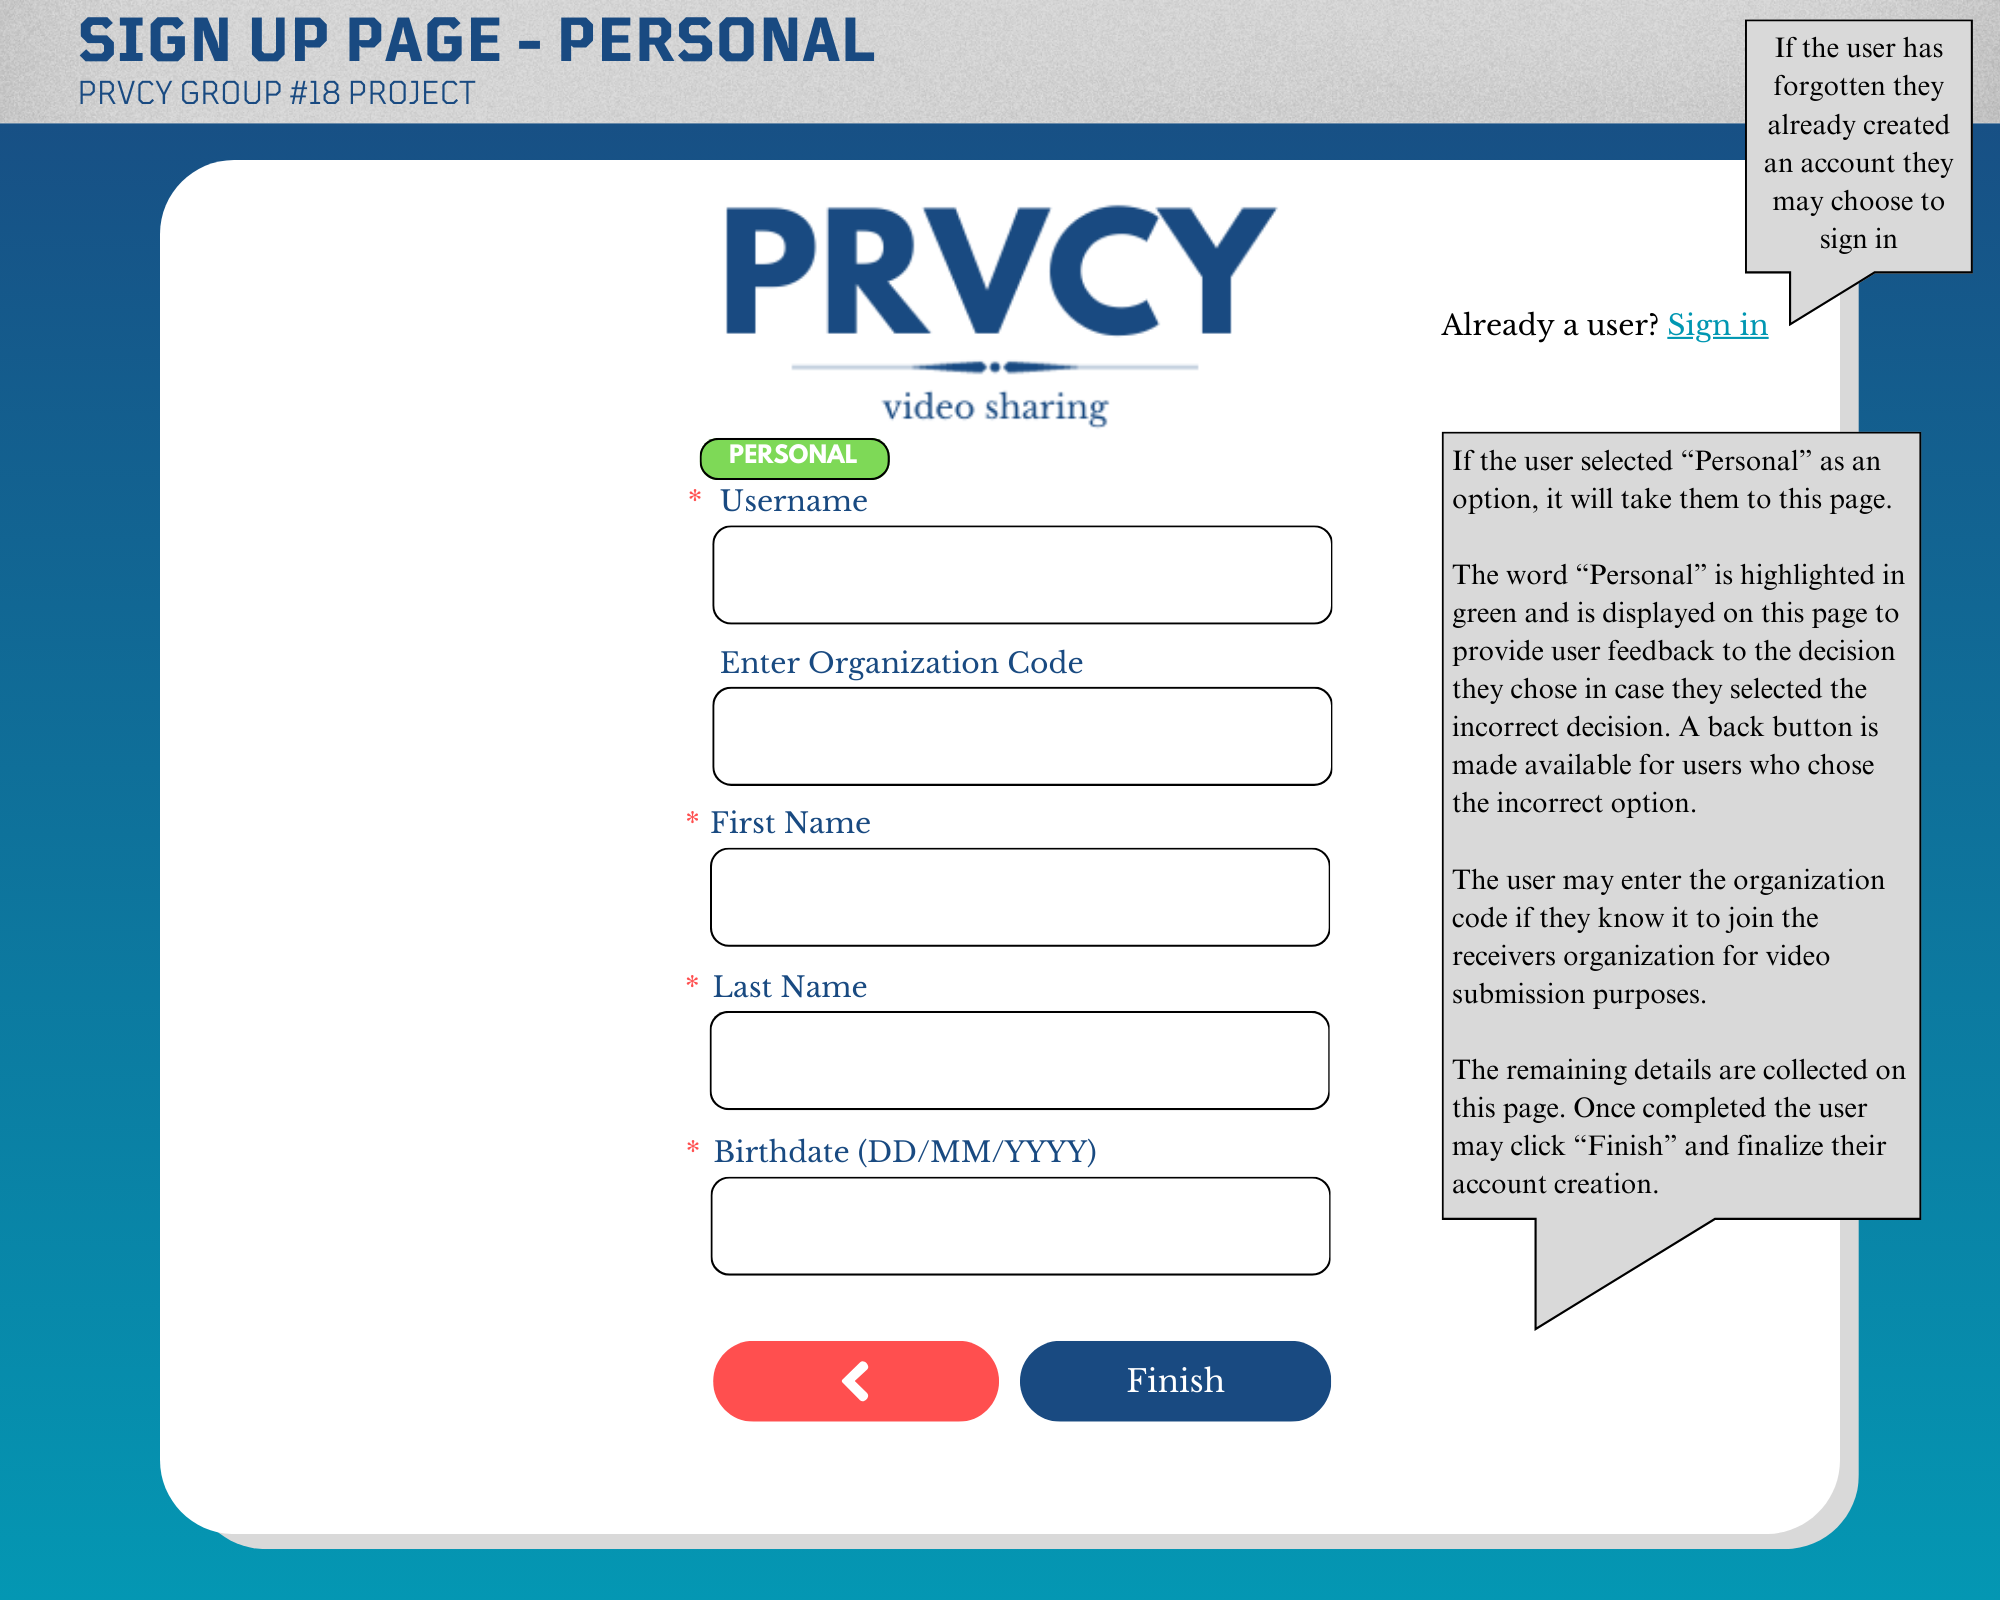 SIGN UP PAGE - PERSONAL
PRVCY GROUP #18 PROJECT
If the user has
forgotten they
already created
an account they
may choose to
sign in
PRVCY
video sharing
Already a user? Sign in
PERSONAL
* Username
Enter Organization Code
* First Name
* Last Name
* Birthdate (DD/MM/YYYY)
Finish
If the user selected “Personal” as an
option, it will take them to this page.
The word “Personal” is highlighted in
green and is displayed on this page to
provide user feedback to the decision
they chose in case they selected the
incorrect decision. A back button is
made available for users who chose
the incorrect option.
The user may enter the organization
code if they know it to join the
receivers organization for video
submission purposes.
The remaining details are collected on
this page. Once completed the user
may click “Finish” and finalize their
account creation.